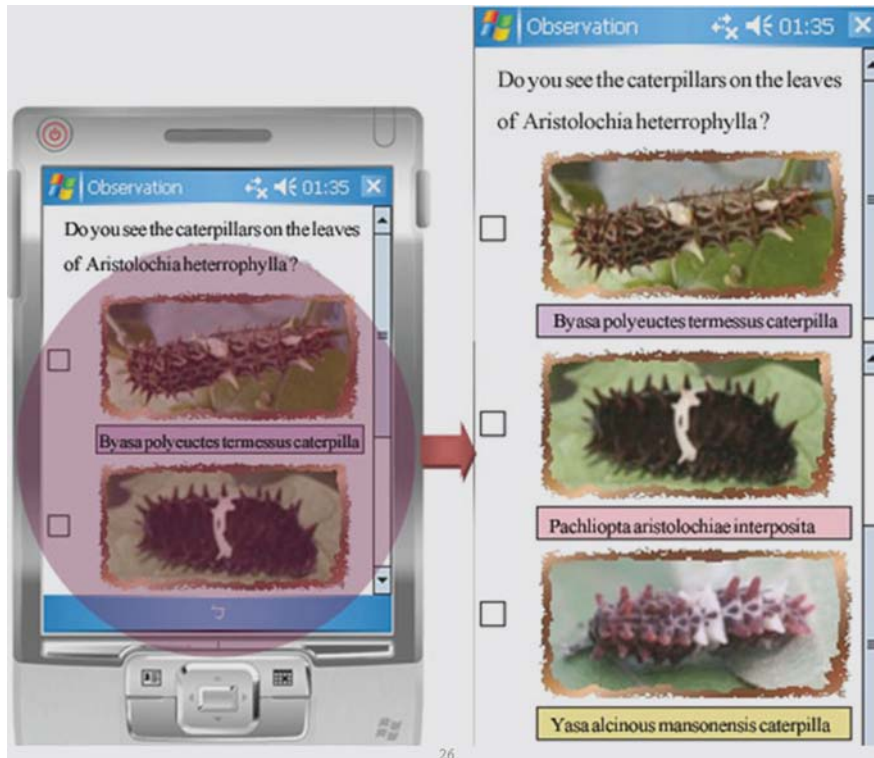 Observation 01:35
Do you see the caterpillars on the leaves
of Aristolochia heterrophylla?
Byasa polyeuctes termessus caterpilla
Observation 01:35
Do you see the caterpillars on the leaves
of Aristolochia heterrophylla?
Byasa polyeuctes termessus caterpilla
Pachliopta aristolochiae interposita
Yasa alcinous mansonensis caterpilla
26